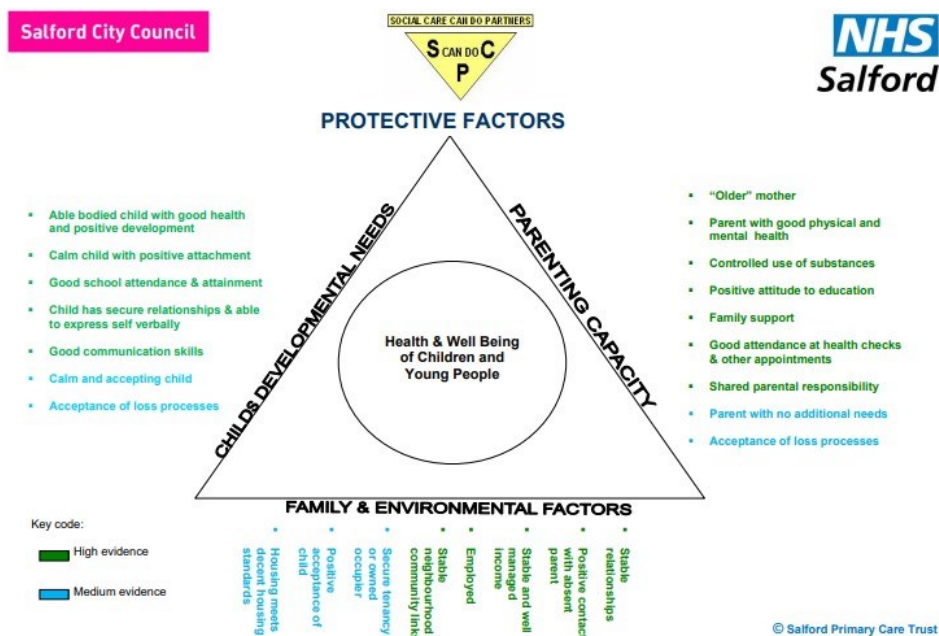 Salford City Council
SOCIAL CARE CAN DO PARTNERS
S CAN DO C
P
NHS
Salford
PROTECTIVE FACTORS
CHILDS DEVELOPMENTAL NEEDS
PARENTING CAPACITY
FAMILY & ENVIRONMENTAL FACTORS
Health & Well Being
of Children and
Young People
▪ Able bodied child with good health
and positive development
▪ Calm child with positive attachment
▪ Good school attendance & attainment
▪ Child has secure relationships & able
to express self verbally
▪ Good communication skills
▪ Calm and accepting child
▪ Acceptance of loss processes
▪ “Older” mother
▪ Parent with good physical and
mental health
▪ Controlled use of substances
▪ Positive attitude to education
▪ Family support
▪ Good attendance at health checks
& other appointments
▪ Shared parental responsibility
▪ Parent with no additional needs
▪ Acceptance of loss processes
▪ Stable
relationships
▪ Positive contact
with absent
parent
▪ Stable and well
managed
income
▪ Employed
▪ Stable
neighbourhood
community links
▪ Secure tenancy
or owned
occupier
▪ Positive
acceptance of
child
▪ Housing meets
decent housing
standards
Key code:
High evidence
Medium evidence
© Salford Primary Care Trust